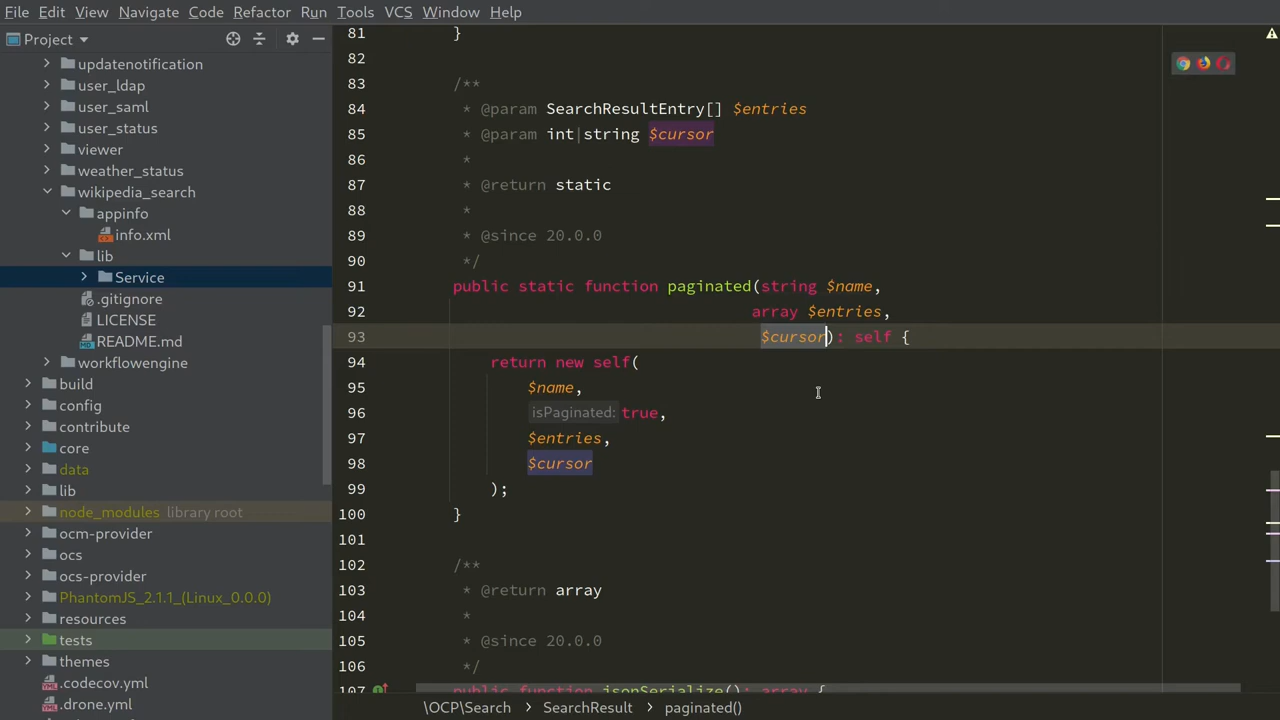 File Edit View Navigate Code Refactor Run Tools VCS Window Help
Project
updatenotification
user_ldap
user_saml
user_status
viewer
weather_status
wikipedia_search
appinfo
info.xml
lib
Service
.gitignore
LICENSE
README.md
workflowengine
build
config
contribute
core
data
lib
node_modules library root
ocm-provider
ocs
ocs-provider
PhantomJS_2.1.1_(Linux_0.0.0)
resources
tests
themes
.codecov.yml
.drone.yml
81 }
82
83 /**
84 * @param SearchResultEntry[] $entries
85 * @param int|string $cursor
86 *
87 * @return static
88 *
89 * @since 20.0.0
90 */
91 public static function paginated(string $name,
92 array $entries,
93 $cursor): self {
94 return new self(
95 $name,
96 isPaginated: true,
97 $entries,
98 $cursor
99 );
100 }
101
102 /**
103 * @return array
104 *
105 * @since 20.0.0
106 */
107 public function jsonSerialize(): array {
\OCP\Search > SearchResult > paginated()